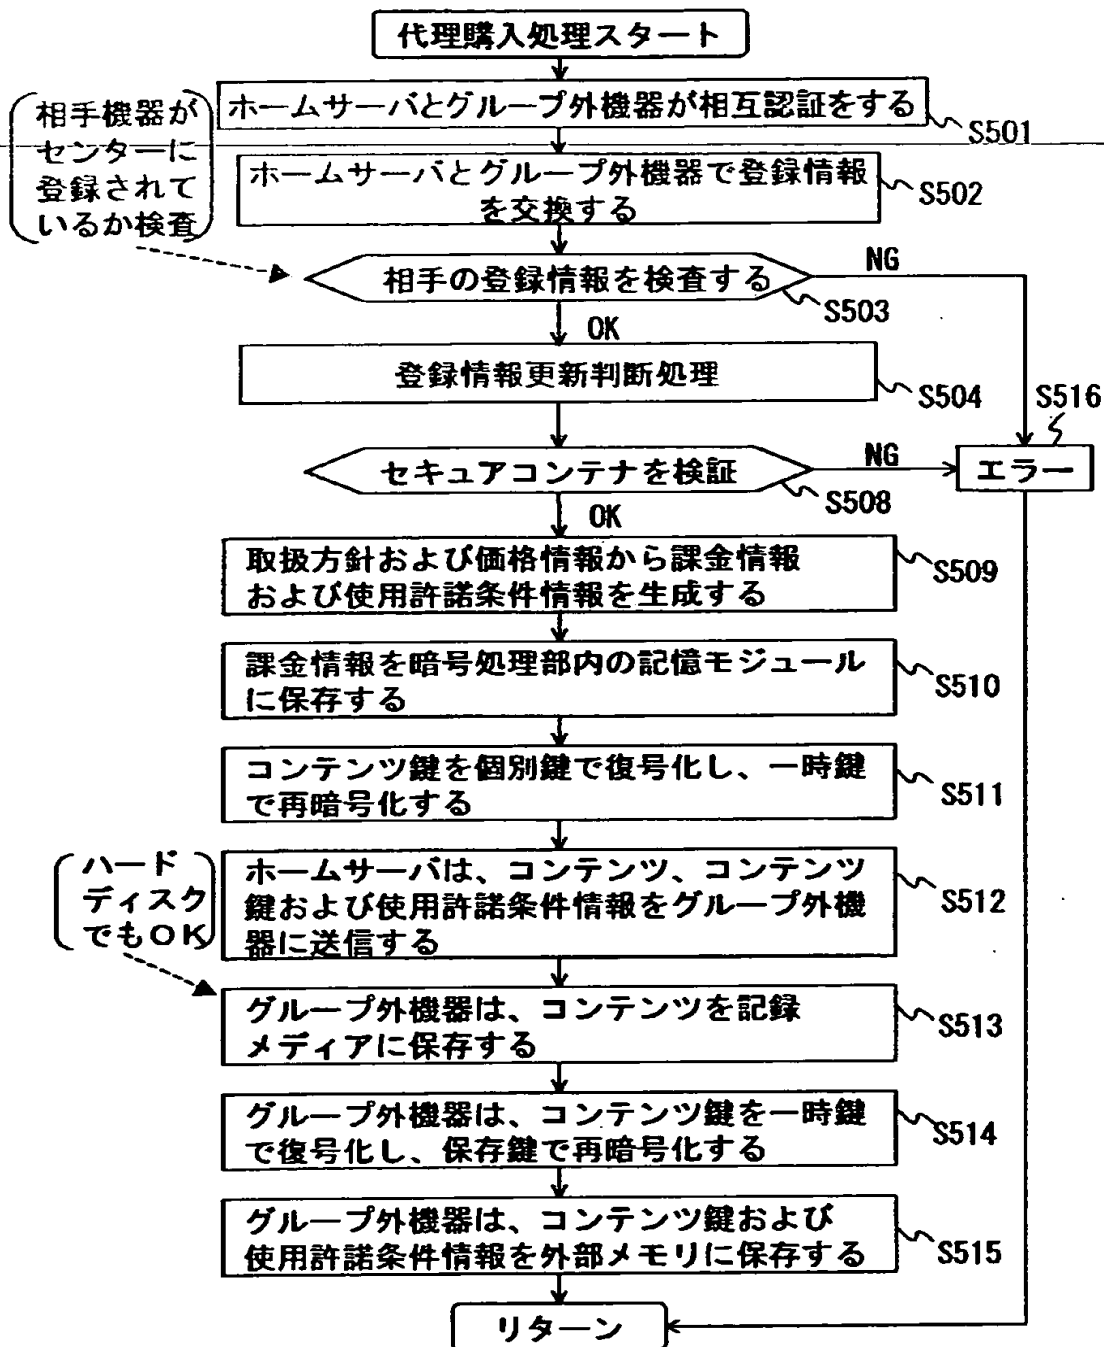 代理購入処理スタート
相手機器が
センターに
登録されて
いるか検査
ホームサーバとグループ外機器が相互認証をする
S501
ホームサーバとグループ外機器で登録情報
を交換する
S502
相手の登録情報を検査する
NG
S503
OK
登録情報更新判断処理
S504
S516
セキュアコンテナを検証
NG
エラー
S508
OK
取扱方針および価格情報から課金情報
および使用許諾条件情報を生成する
S509
課金情報を暗号処理部内の記憶モジュール
に保存する
S510
コンテンツ鍵を個別鍵で復号化し、一時鍵
で再暗号化する
S511
ハード
ディスク
でもOK
ホームサーバは、コンテンツ、コンテンツ
鍵および使用許諾条件情報をグループ外機
器に送信する
S512
グループ外機器は、コンテンツを記録
メディアに保存する
S513
グループ外機器は、コンテンツ鍵を一時鍵
で復号化し、保存鍵で再暗号化する
S514
グループ外機器は、コンテンツ鍵および
使用許諾条件情報を外部メモリに保存する
S515
リターン